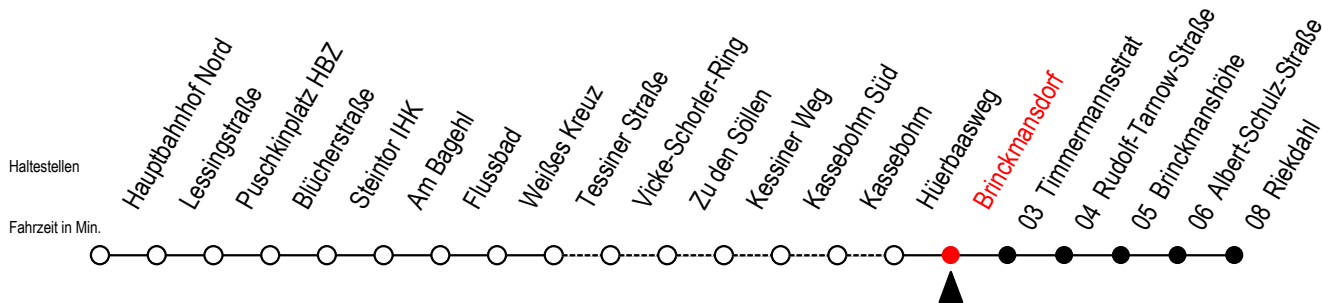 Haltestellen
Hauptbahnhof Nord
Lessingstraße
Puschkinplatz HBZ
Blücherstraße
Steintor IHK
Am Bagehl
Flussbad
Weißes Kreuz
Tessiner Straße
Vicke-Schorler-Ring
Zu den Söllen
Kessiner Weg
Kassebohm Süd
Kassebohm
Hüerbaasweg
Brinckmansdorf
03 Timmermannsstrat
04 Rudolf-Tarnow-Straße
05 Brinckmanshöhe
06 Albert-Schulz-Straße
08 Riekdahl
Fahrzeit in Min.